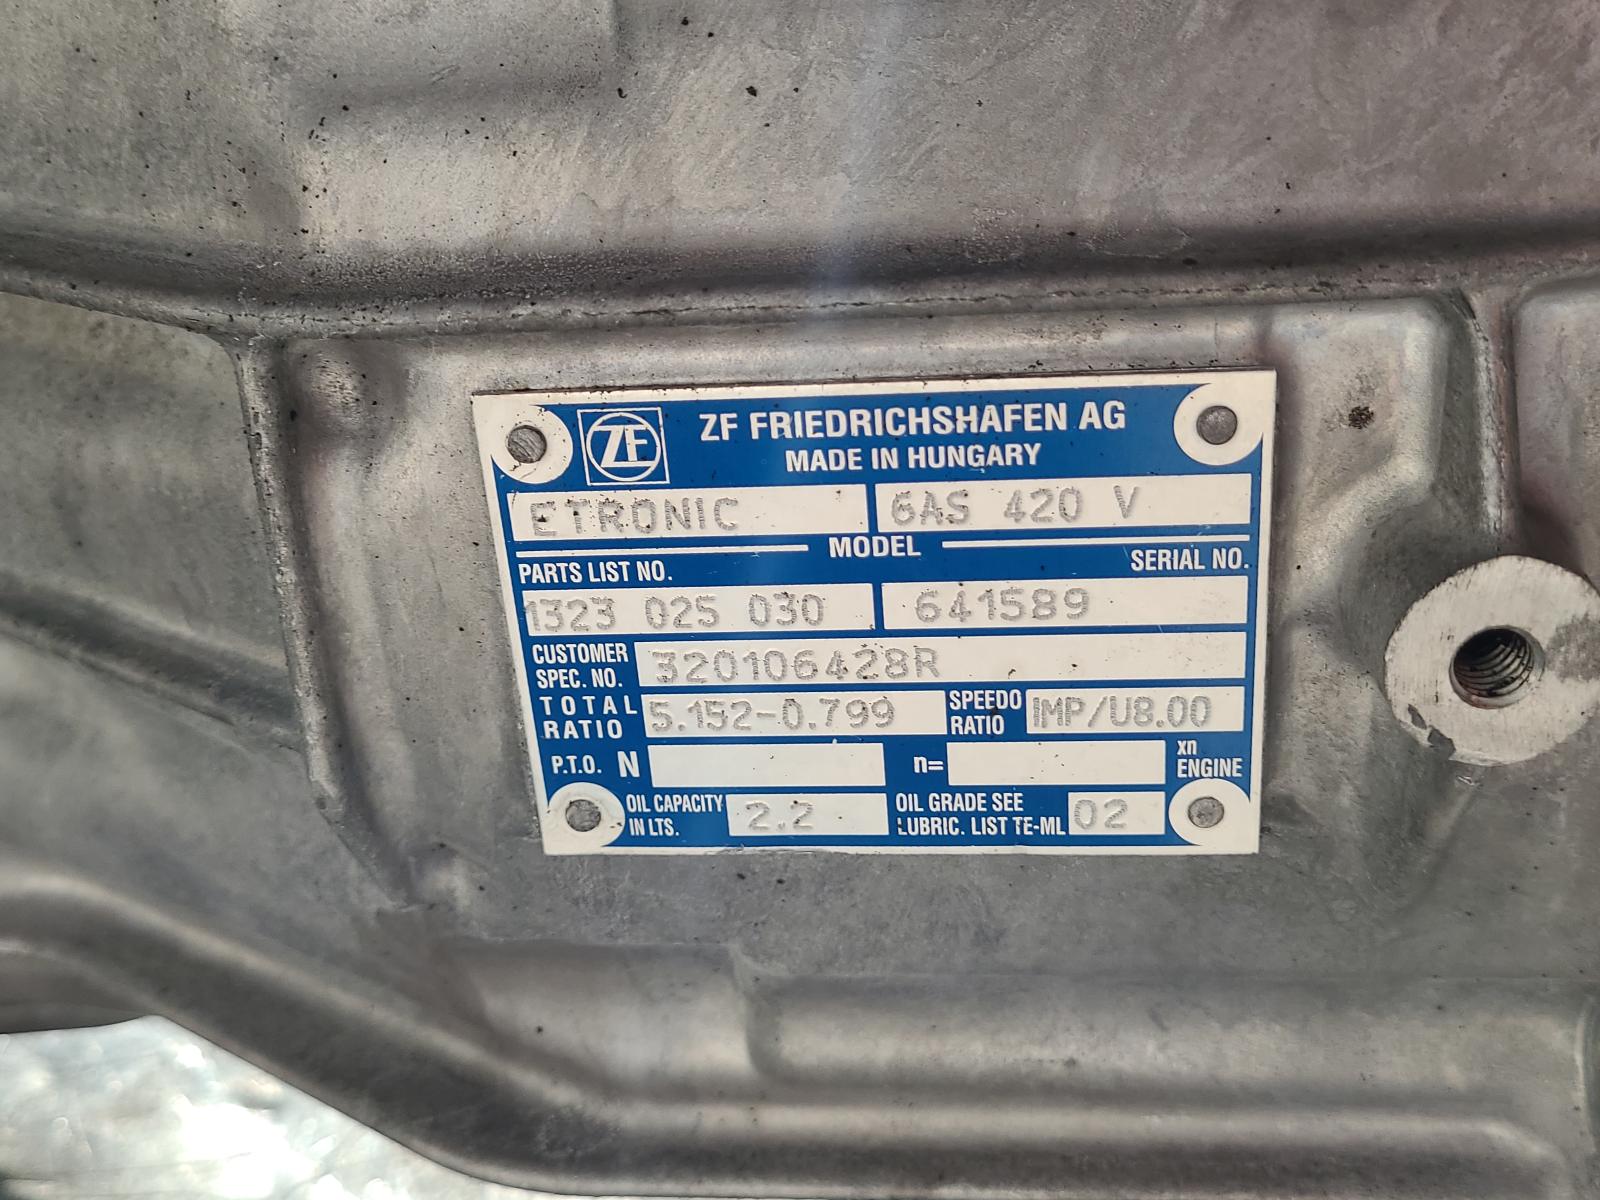 ZF ZF FRIEDRICHSHAFEN AG
MADE IN HUNGARY
ETRONIC 6AS 420 V
MODEL
PARTS LIST NO. SERIAL NO.
1323 025 030 641589
CUSTOMER SPEC. NO. 320106428R
TOTAL RATIO 5.152-0.799 SPEEDO RATIO IMP/U8.00
P.T.O. N n= xn ENGINE
OIL CAPACITY IN LTS. 2.2 OIL GRADE SEE LUBRIC. LIST TE-ML 02